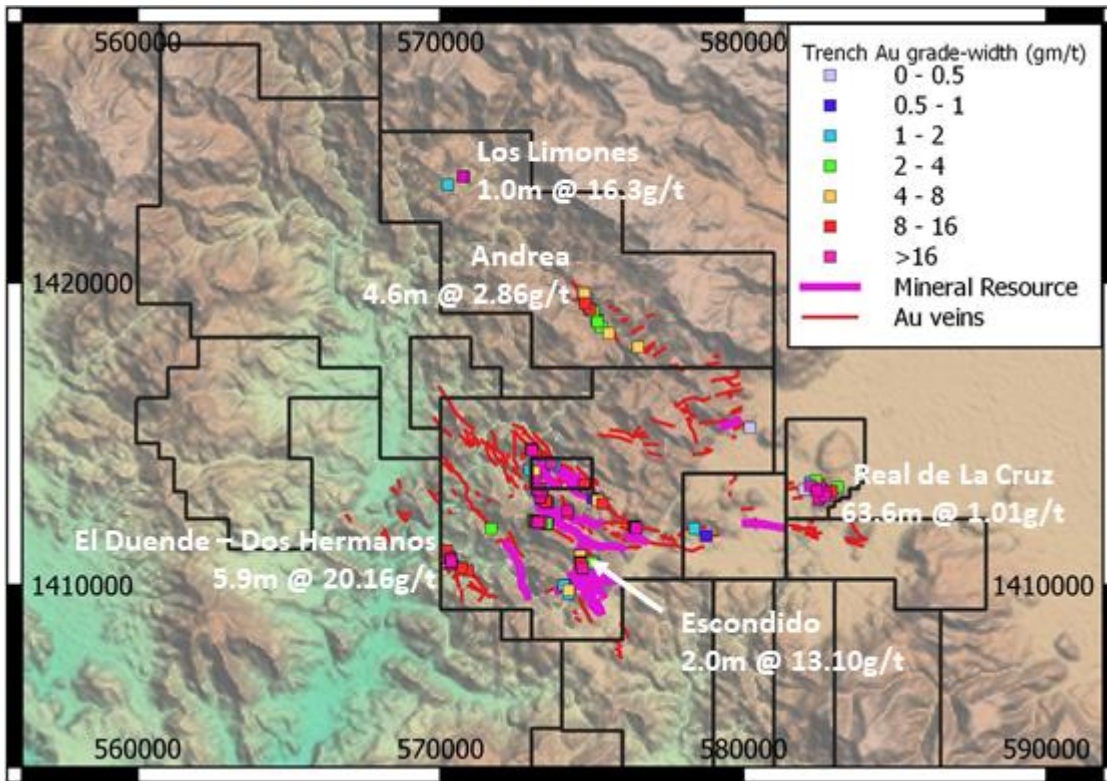 560000
570000
580000
Trench Au grade-width (gm/t)
0 - 0.5
0.5 - 1
1 - 2
2 - 4
4 - 8
8 - 16
>16
Mineral Resource
Au veins
Los Limones
1.0m @ 16.3g/t
Andrea
4.6m @ 2.86g/t
1420000
Real de La Cruz
63.6m @ 1.01g/t
El Duende – Dos Hermanos
5.9m @ 20.16g/t
1410000
1410000
Escondido
2.0m @ 13.10g/t
560000
570000
580000
590000